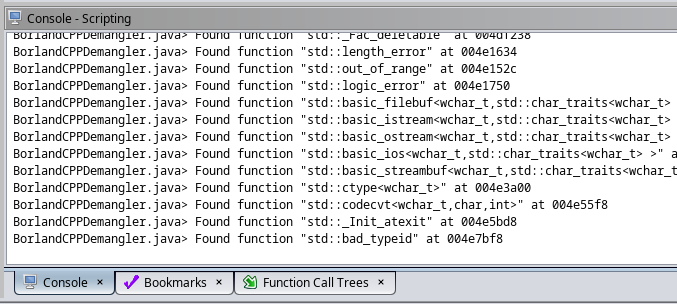 Console - Scripting
BorlandCPPDemangler.java> Found function "std::_Fac_deletable" at 004df238
BorlandCPPDemangler.java> Found function "std::length_error" at 004e1634
BorlandCPPDemangler.java> Found function "std::out_of_range" at 004e152c
BorlandCPPDemangler.java> Found function "std::logic_error" at 004e1750
BorlandCPPDemangler.java> Found function "std::basic_filebuf<wchar_t,std::char_traits<wchar_t>
BorlandCPPDemangler.java> Found function "std::basic_istream<wchar_t,std::char_traits<wchar_t>
BorlandCPPDemangler.java> Found function "std::basic_ostream<wchar_t,std::char_traits<wchar_t>
BorlandCPPDemangler.java> Found function "std::basic_ios<wchar_t,std::char_traits<wchar_t> >" a
BorlandCPPDemangler.java> Found function "std::basic_streambuf<wchar_t,std::char_traits<wchar_t
BorlandCPPDemangler.java> Found function "std::ctype<wchar_t>" at 004e3a00
BorlandCPPDemangler.java> Found function "std::codecvt<wchar_t,char,int>" at 004e55f8
BorlandCPPDemangler.java> Found function "std::_Init_atexit" at 004e5bd8
BorlandCPPDemangler.java> Found function "std::bad_typeid" at 004e7bf8
Console × Bookmarks × Function Call Trees ×